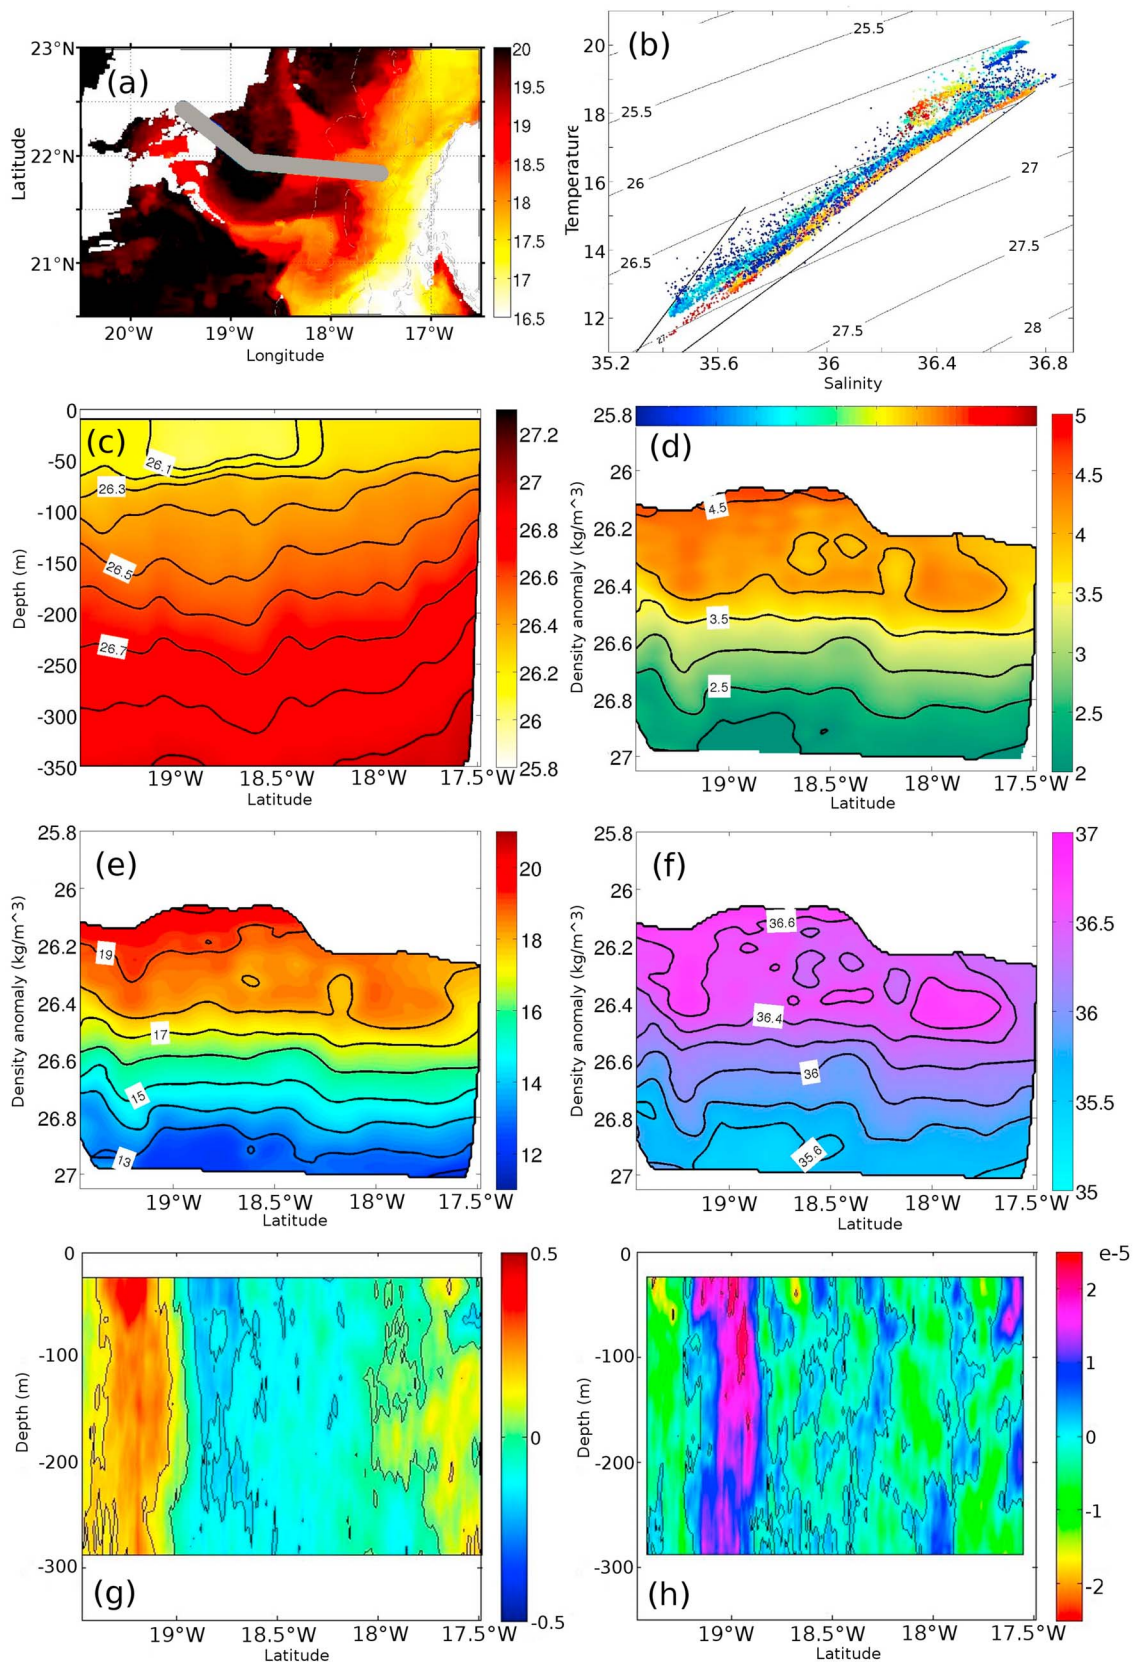 23°N
22°N
21°N
Latitude
(a)
20°W 19°W 18°W 17°W
Longitude
20
19.5
19
18.5
18
17.5
17
16.5
(b)
20
18
16
14
12
Temperature
25.5
25.5
26
26.5
27
27.5
27.5
28
27
35.2 35.6 36 36.4 36.8
Salinity
0
-50
-100
-150
-200
-250
-300
-350
Depth (m)
(c)
26.1
26.3
26.5
26.7
19°W 18.5°W 18°W 17.5°W
Latitude
27.2
27
26.8
26.6
26.4
26.2
26
25.8
25.8
26
26.2
26.4
26.6
26.8
27
Density anomaly (kg/m^3)
(d)
4.5
3.5
2.5
19°W 18.5°W 18°W 17.5°W
Latitude
5
4.5
4
3.5
3
2.5
2
25.8
26
26.2
26.4
26.6
26.8
27
Density anomaly (kg/m^3)
(e)
19
17
15
13
19°W 18.5°W 18°W 17.5°W
Latitude
20
18
16
14
12
25.8
26
26.2
26.4
26.6
26.8
27
Density anomaly (kg/m^3)
(f)
36.6
36.4
36
35.6
19°W 18.5°W 18°W 17.5°W
Latitude
37
36.5
36
35.5
35
0
-100
-200
-300
Depth (m)
(g)
19°W 18.5°W 18°W 17.5°W
Latitude
0.5
0
-0.5
0
-100
-200
-300
Depth (m)
(h)
19°W 18.5°W 18°W 17.5°W
Latitude
e-5
2
1
0
-1
-2